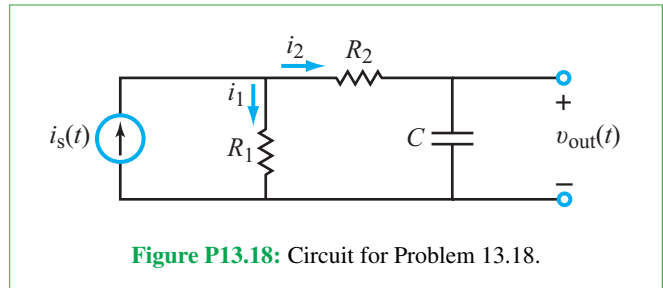 i2 R2
i1
+
is(t)
R1
C
vout(t)
−
Figure P13.18: Circuit for Problem 13.18.